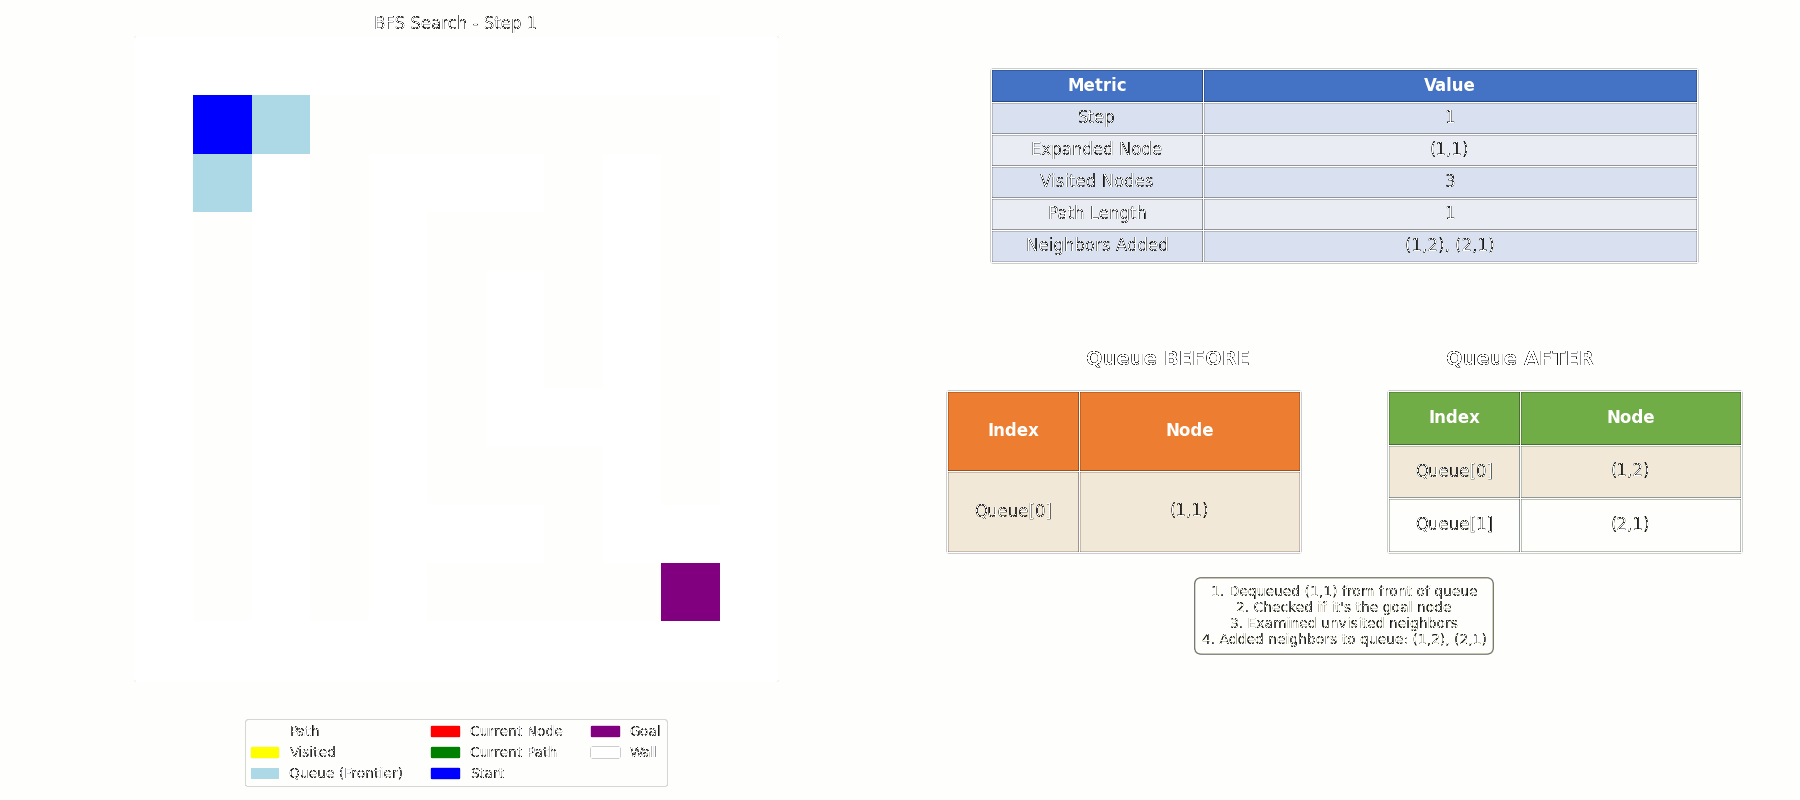 BFS Search - Step 1
Metric Value
Step 1
Expanded Node (1,1)
Visited Nodes 3
Path Length 1
Neighbors Added (1,2), (2,1)
Queue BEFORE
Index Node
Queue[0] (1,1)
Queue AFTER
Index Node
Queue[0] (1,2)
Queue[1] (2,1)
1. Dequeued (1,1) from front of queue
2. Checked if it's the goal node
3. Examined unvisited neighbors
4. Added neighbors to queue: (1,2), (2,1)
Path
Visited
Queue (Frontier)
Current Node
Current Path
Start
Goal
Wall